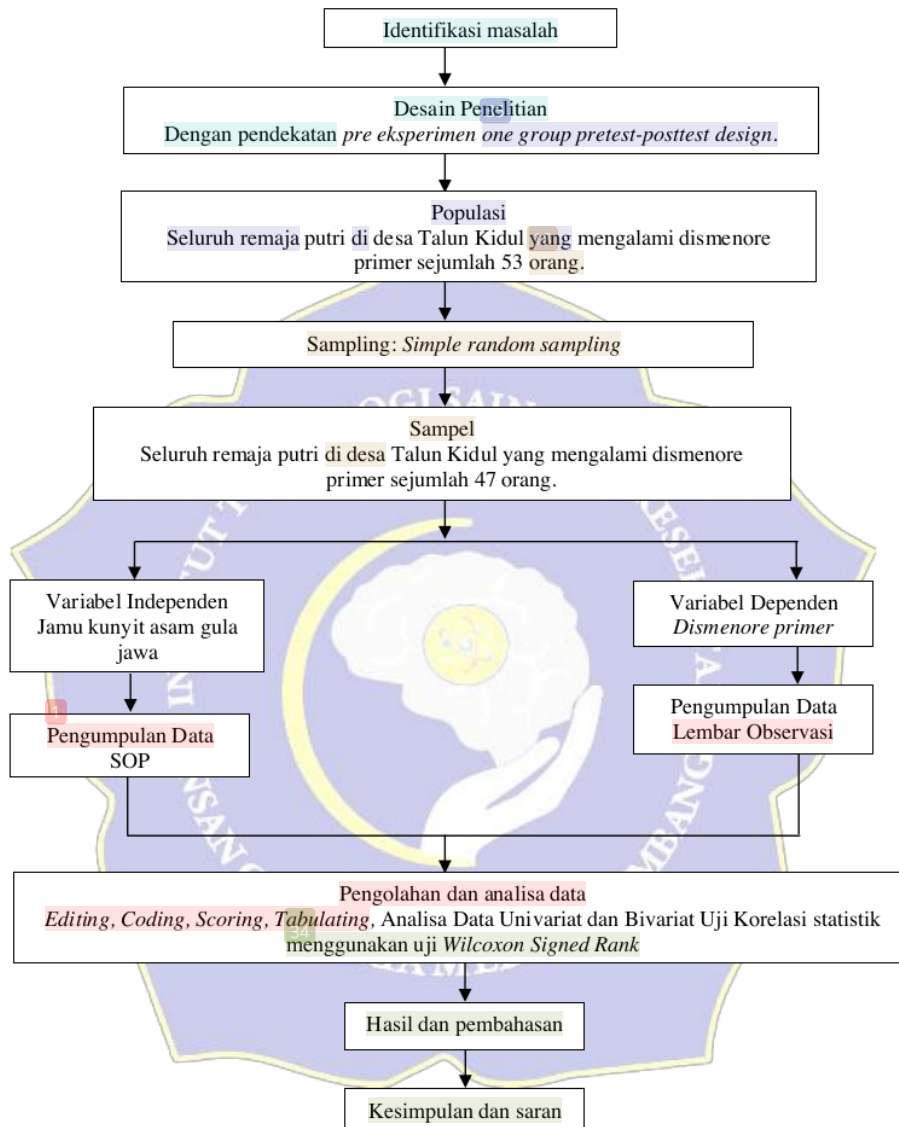 Identifikasi masalah
Desain Penelitian
Dengan pendekatan pre eksperimen one group pretest-posttest design.
Populasi
Seluruh remaja putri di desa Talun Kidul yang mengalami dismenore
primer sejumlah 53 orang.
Sampling: Simple random sampling
Sampel
Seluruh remaja putri di desa Talun Kidul yang mengalami dismenore
primer sejumlah 47 orang.
Variabel Independen
Jamu kunyit asam gula
jawa
Variabel Dependen
Dismenore primer
1
Pengumpulan Data
SOP
Pengumpulan Data
Lembar Observasi
Pengolahan dan analisa data
Editing, Coding, Scoring, Tabulating, Analisa Data Univariat dan Bivariat Uji Korelasi statistik
34
menggunakan uji Wilcoxon Signed Rank
Hasil dan pembahasan
Kesimpulan dan saran